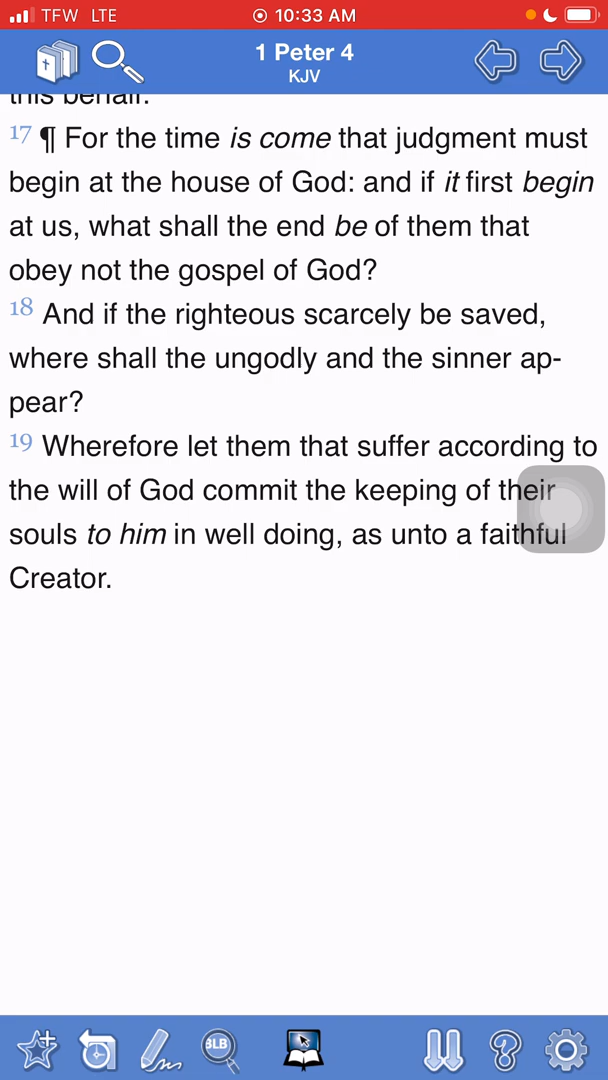 TFW LTE 10:33 AM
1 Peter 4
KJV
this behalf.
17 ¶ For the time is come that judgment must
begin at the house of God: and if it first begin
at us, what shall the end be of them that
obey not the gospel of God?
18 And if the righteous scarcely be saved,
where shall the ungodly and the sinner ap-
pear?
19 Wherefore let them that suffer according to
the will of God commit the keeping of their
souls to him in well doing, as unto a faithful
Creator.
BLB